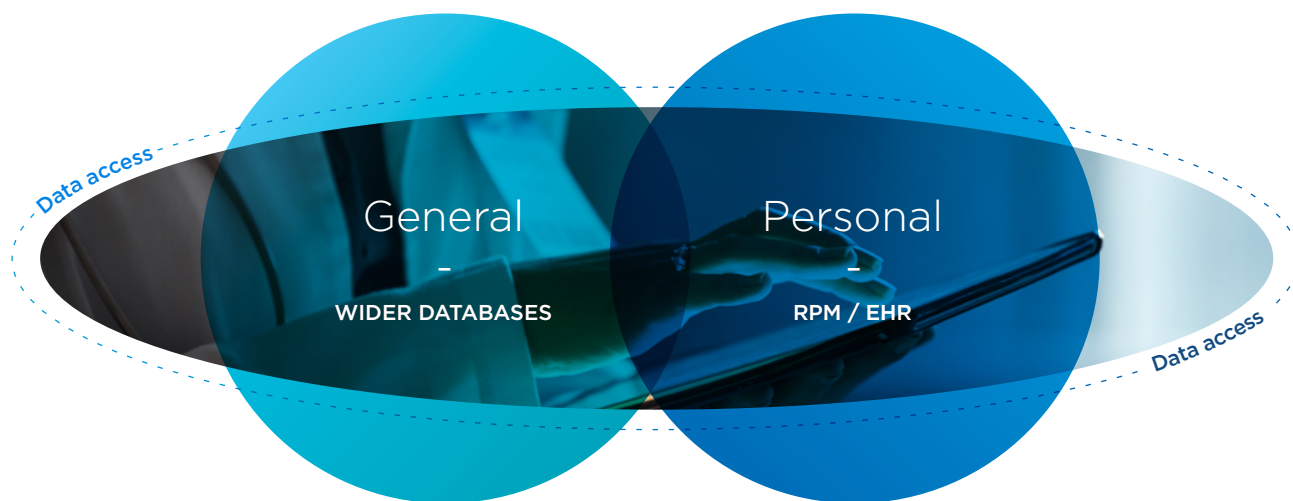 Data access
General
–
WIDER DATABASES
Personal
–
RPM / EHR
Data access